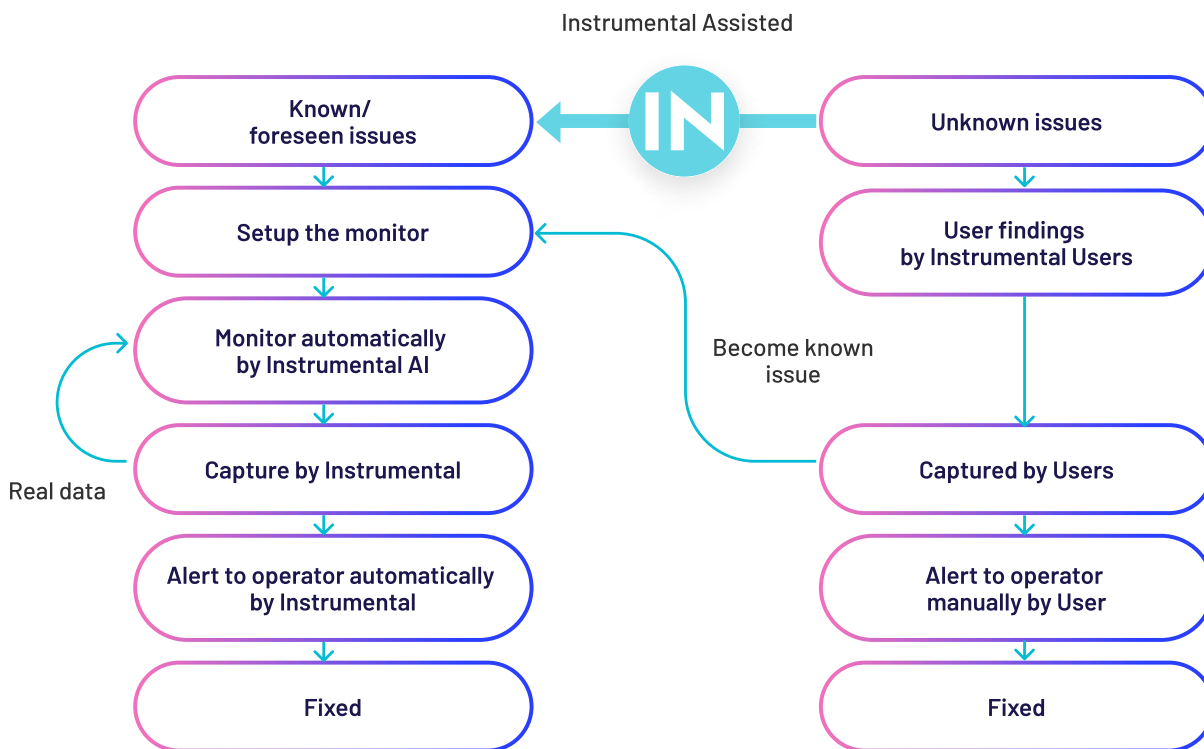 Instrumental Assisted
IN
Known/
foreseen issues
Setup the monitor
Monitor automatically
by Instrumental AI
Real data
Capture by Instrumental
Alert to operator automatically
by Instrumental
Fixed
Unknown issues
User findings
by Instrumental Users
Become known
issue
Captured by Users
Alert to operator
manually by User
Fixed